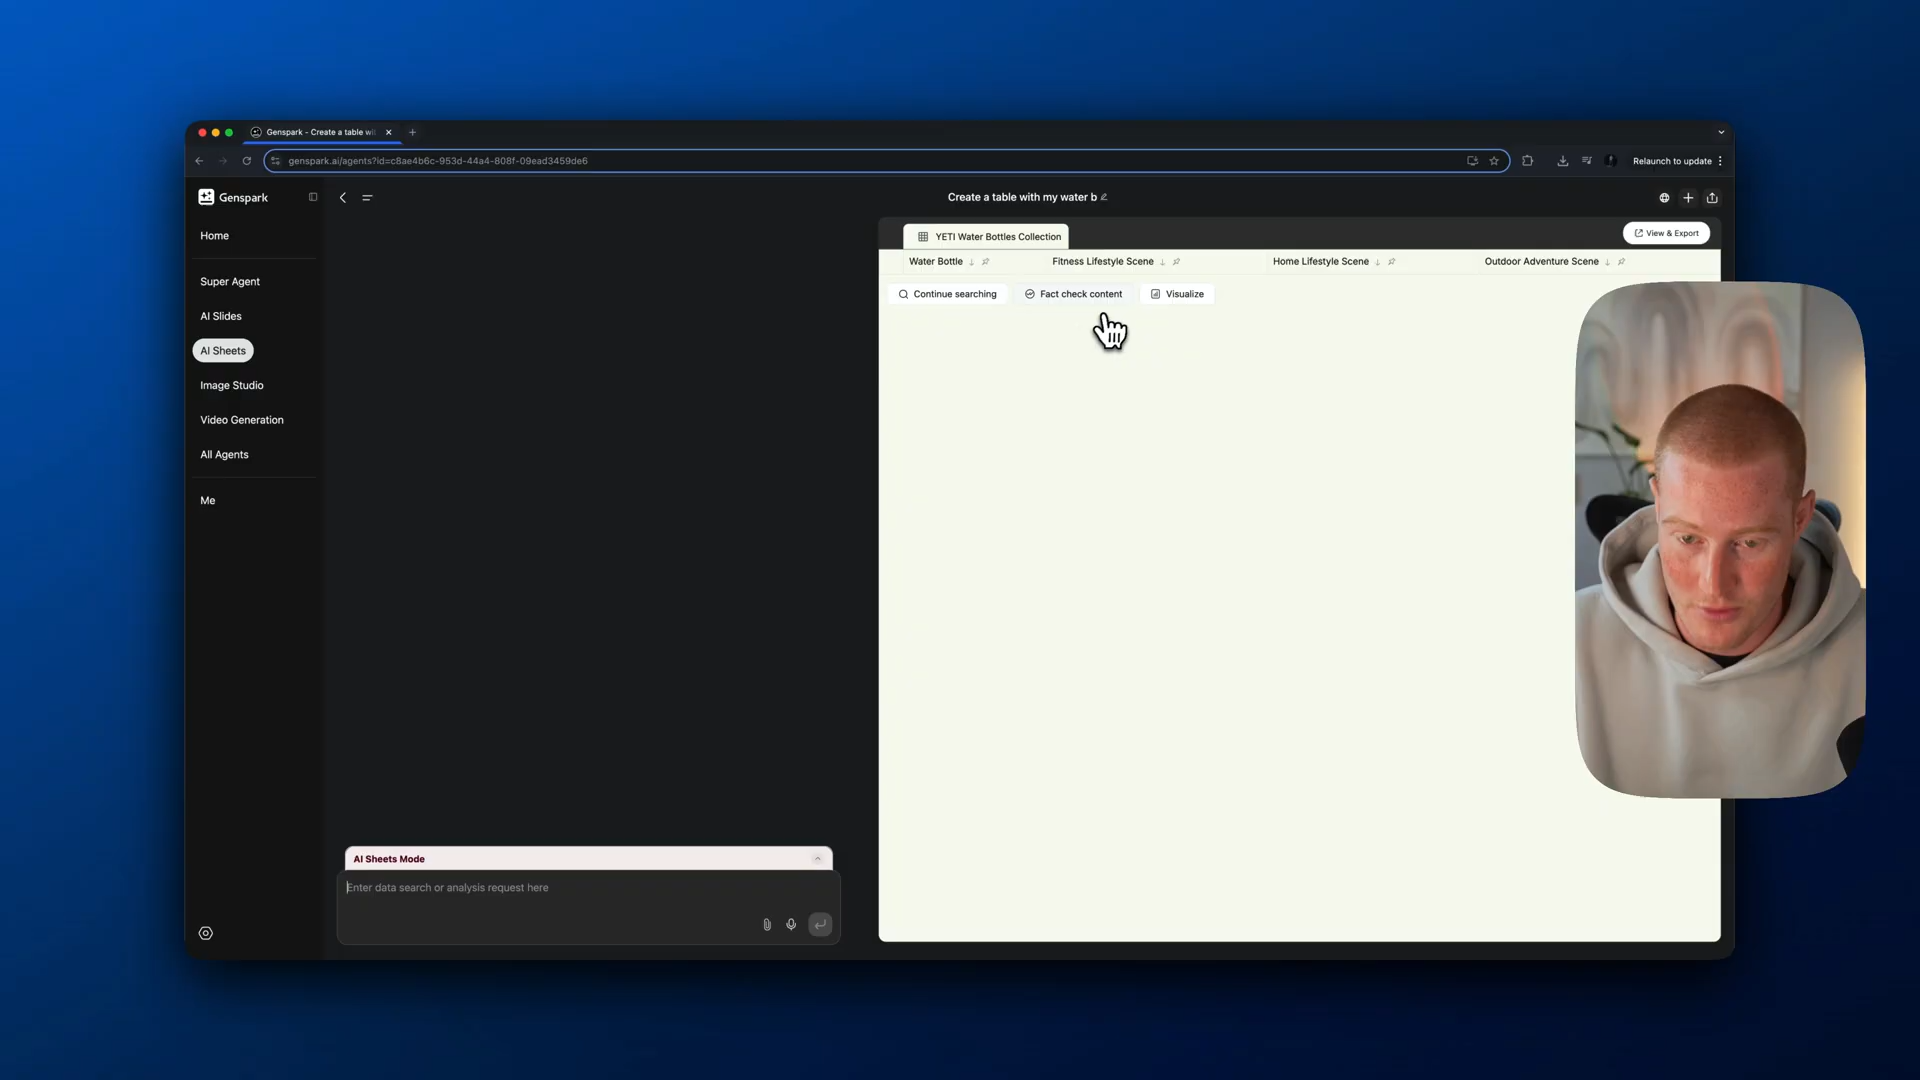 Genspark - Create a table wi
genspark.ai/agents?id=c8ae4b6c-953d-44a4-808f-09ead3459de6
Relaunch to update
Genspark
Create a table with my water b
Home
Super Agent
AI Slides
AI Sheets
Image Studio
Video Generation
All Agents
Me
YETI Water Bottles Collection
View & Export
Water Bottle
Fitness Lifestyle Scene
Home Lifestyle Scene
Outdoor Adventure Scene
Continue searching
Fact check content
Visualize
AI Sheets Mode
Enter data search or analysis request here